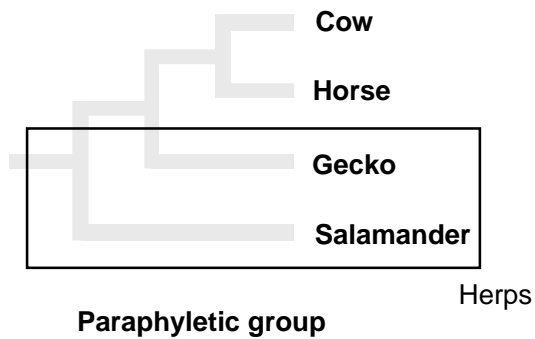 Cow
Horse
Gecko
Salamander
Herps
Paraphyletic group